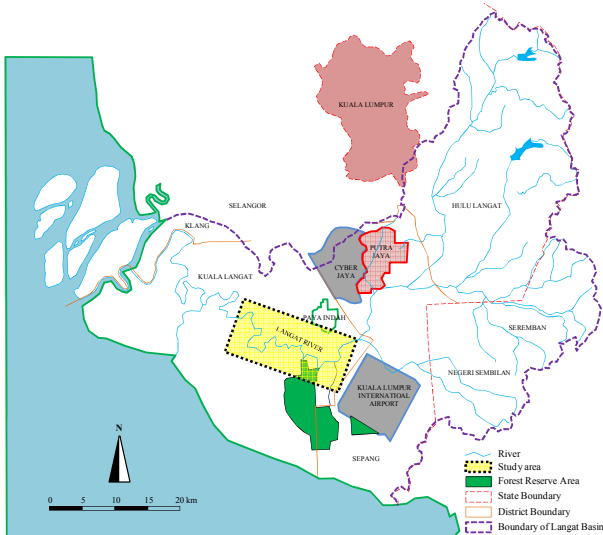 KUALA LUMPUR
SELANGOR
HULU LANGAT
KLANG
PUTRA
JAYA
CYBER
JAYA
KUALA LANGAT
PAYA INDAH
LANGAT RIVER
SEREMBAN
NEGERI SEMBILAN
KUALA LUMPUR
INTERNATIOAL
AIRPORT
SEPANG
N
0 5 10 15 20 km
River
Study area
Forest Reserve Area
State Boundary
District Boundary
Boundary of Langat Basin